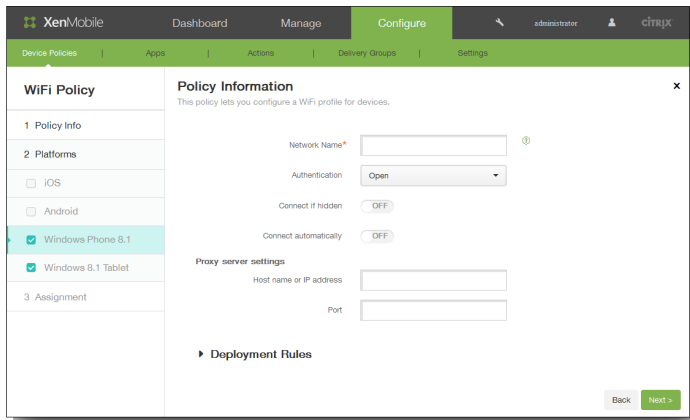 XenMobile Dashboard Manage Configure administrator CİTRIX
Device Policies | Apps | Actions | Delivery Groups | Settings
WiFi Policy
1 Policy Info
2 Platforms
iOS
Android
Windows Phone 8.1
Windows 8.1 Tablet
3 Assignment
Policy Information x
This policy lets you configure a WiFi profile for devices.
Network Name* ?
Authentication Open
Connect if hidden OFF
Connect automatically OFF
Proxy server settings
Host name or IP address
Port
Deployment Rules
Back Next >